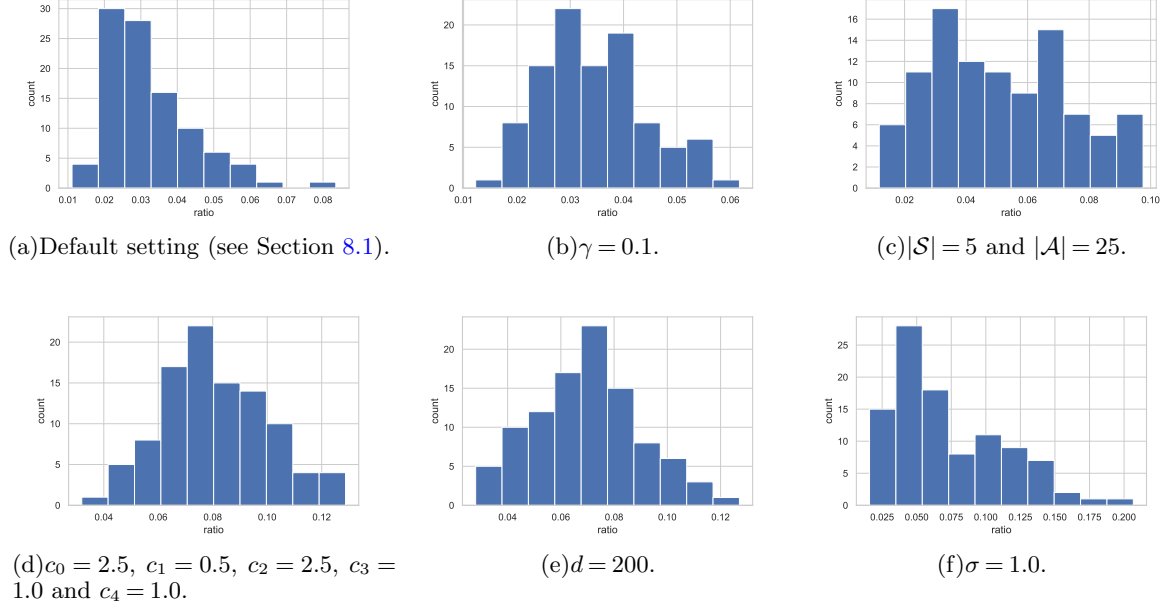 30
25
20
15
10
5
0
count
0.01 0.02 0.03 0.04 0.05 0.06 0.07 0.08
ratio
(a)Default setting (see Section 8.1).
20
15
10
5
0
count
0.01 0.02 0.03 0.04 0.05 0.06
ratio
(b)γ = 0.1.
16
14
12
10
8
6
4
2
0
count
0.02 0.04 0.06 0.08 0.10
ratio
(c)|𝒮| = 5 and |𝒜| = 25.
20
15
10
5
0
count
0.04 0.06 0.08 0.10 0.12
ratio
(d)c₀ = 2.5, c₁ = 0.5, c₂ = 2.5, c₃ =
1.0 and c₄ = 1.0.
20
15
10
5
0
count
0.04 0.06 0.08 0.10 0.12
ratio
(e)d = 200.
25
20
15
10
5
0
count
0.025 0.050 0.075 0.100 0.125 0.150 0.175 0.200
ratio
(f)σ = 1.0.